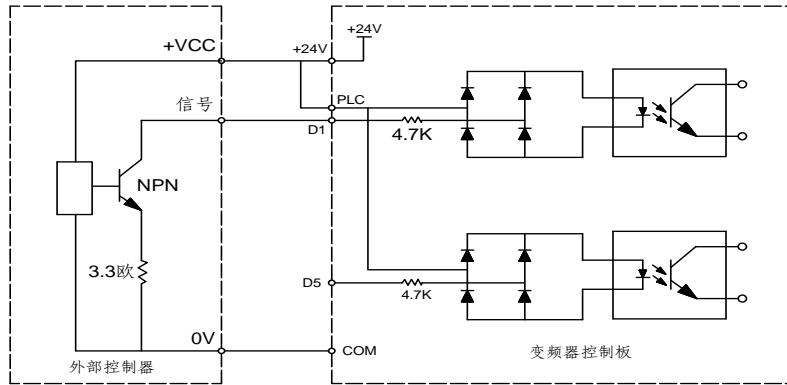 +VCC
+24V
+24V
信号
PLC
D1
4.7K
NPN
3.3欧
D5
4.7K
0V
COM
外部控制器
变频器控制板